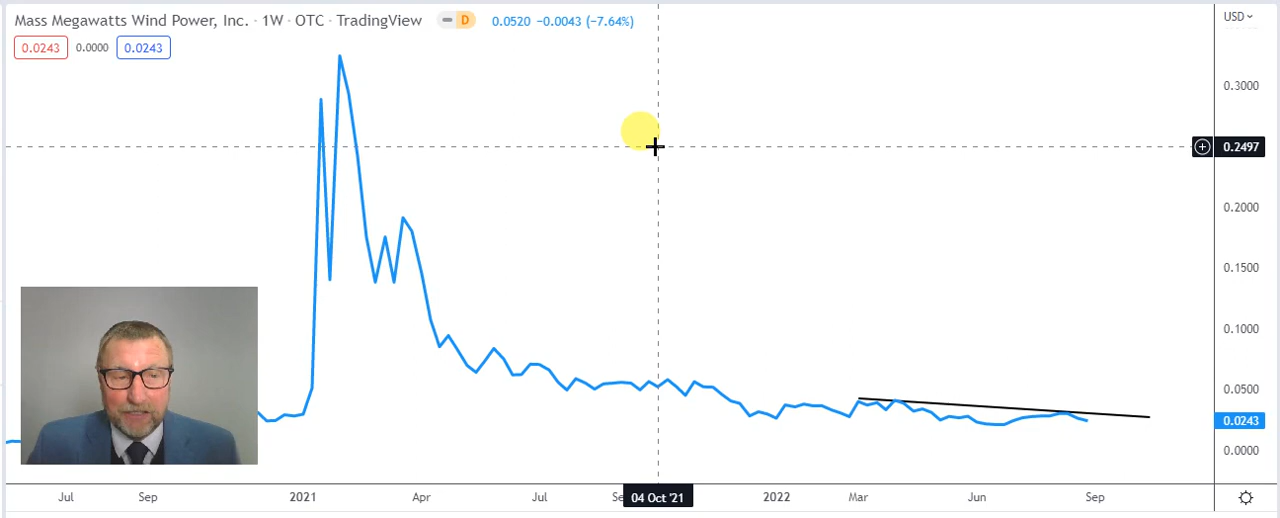 Mass Megawatts Wind Power, Inc. · 1W · OTC · TradingView D 0.0520 −0.0043 (−7.64%) USD
0.0243 0.0000 0.0243
0.3000
0.2497
0.2000
0.1500
0.1000
0.0500
0.0243
0.0000
Jul Sep 2021 Apr Jul Se 04 Oct '21 2022 Mar Jun Sep